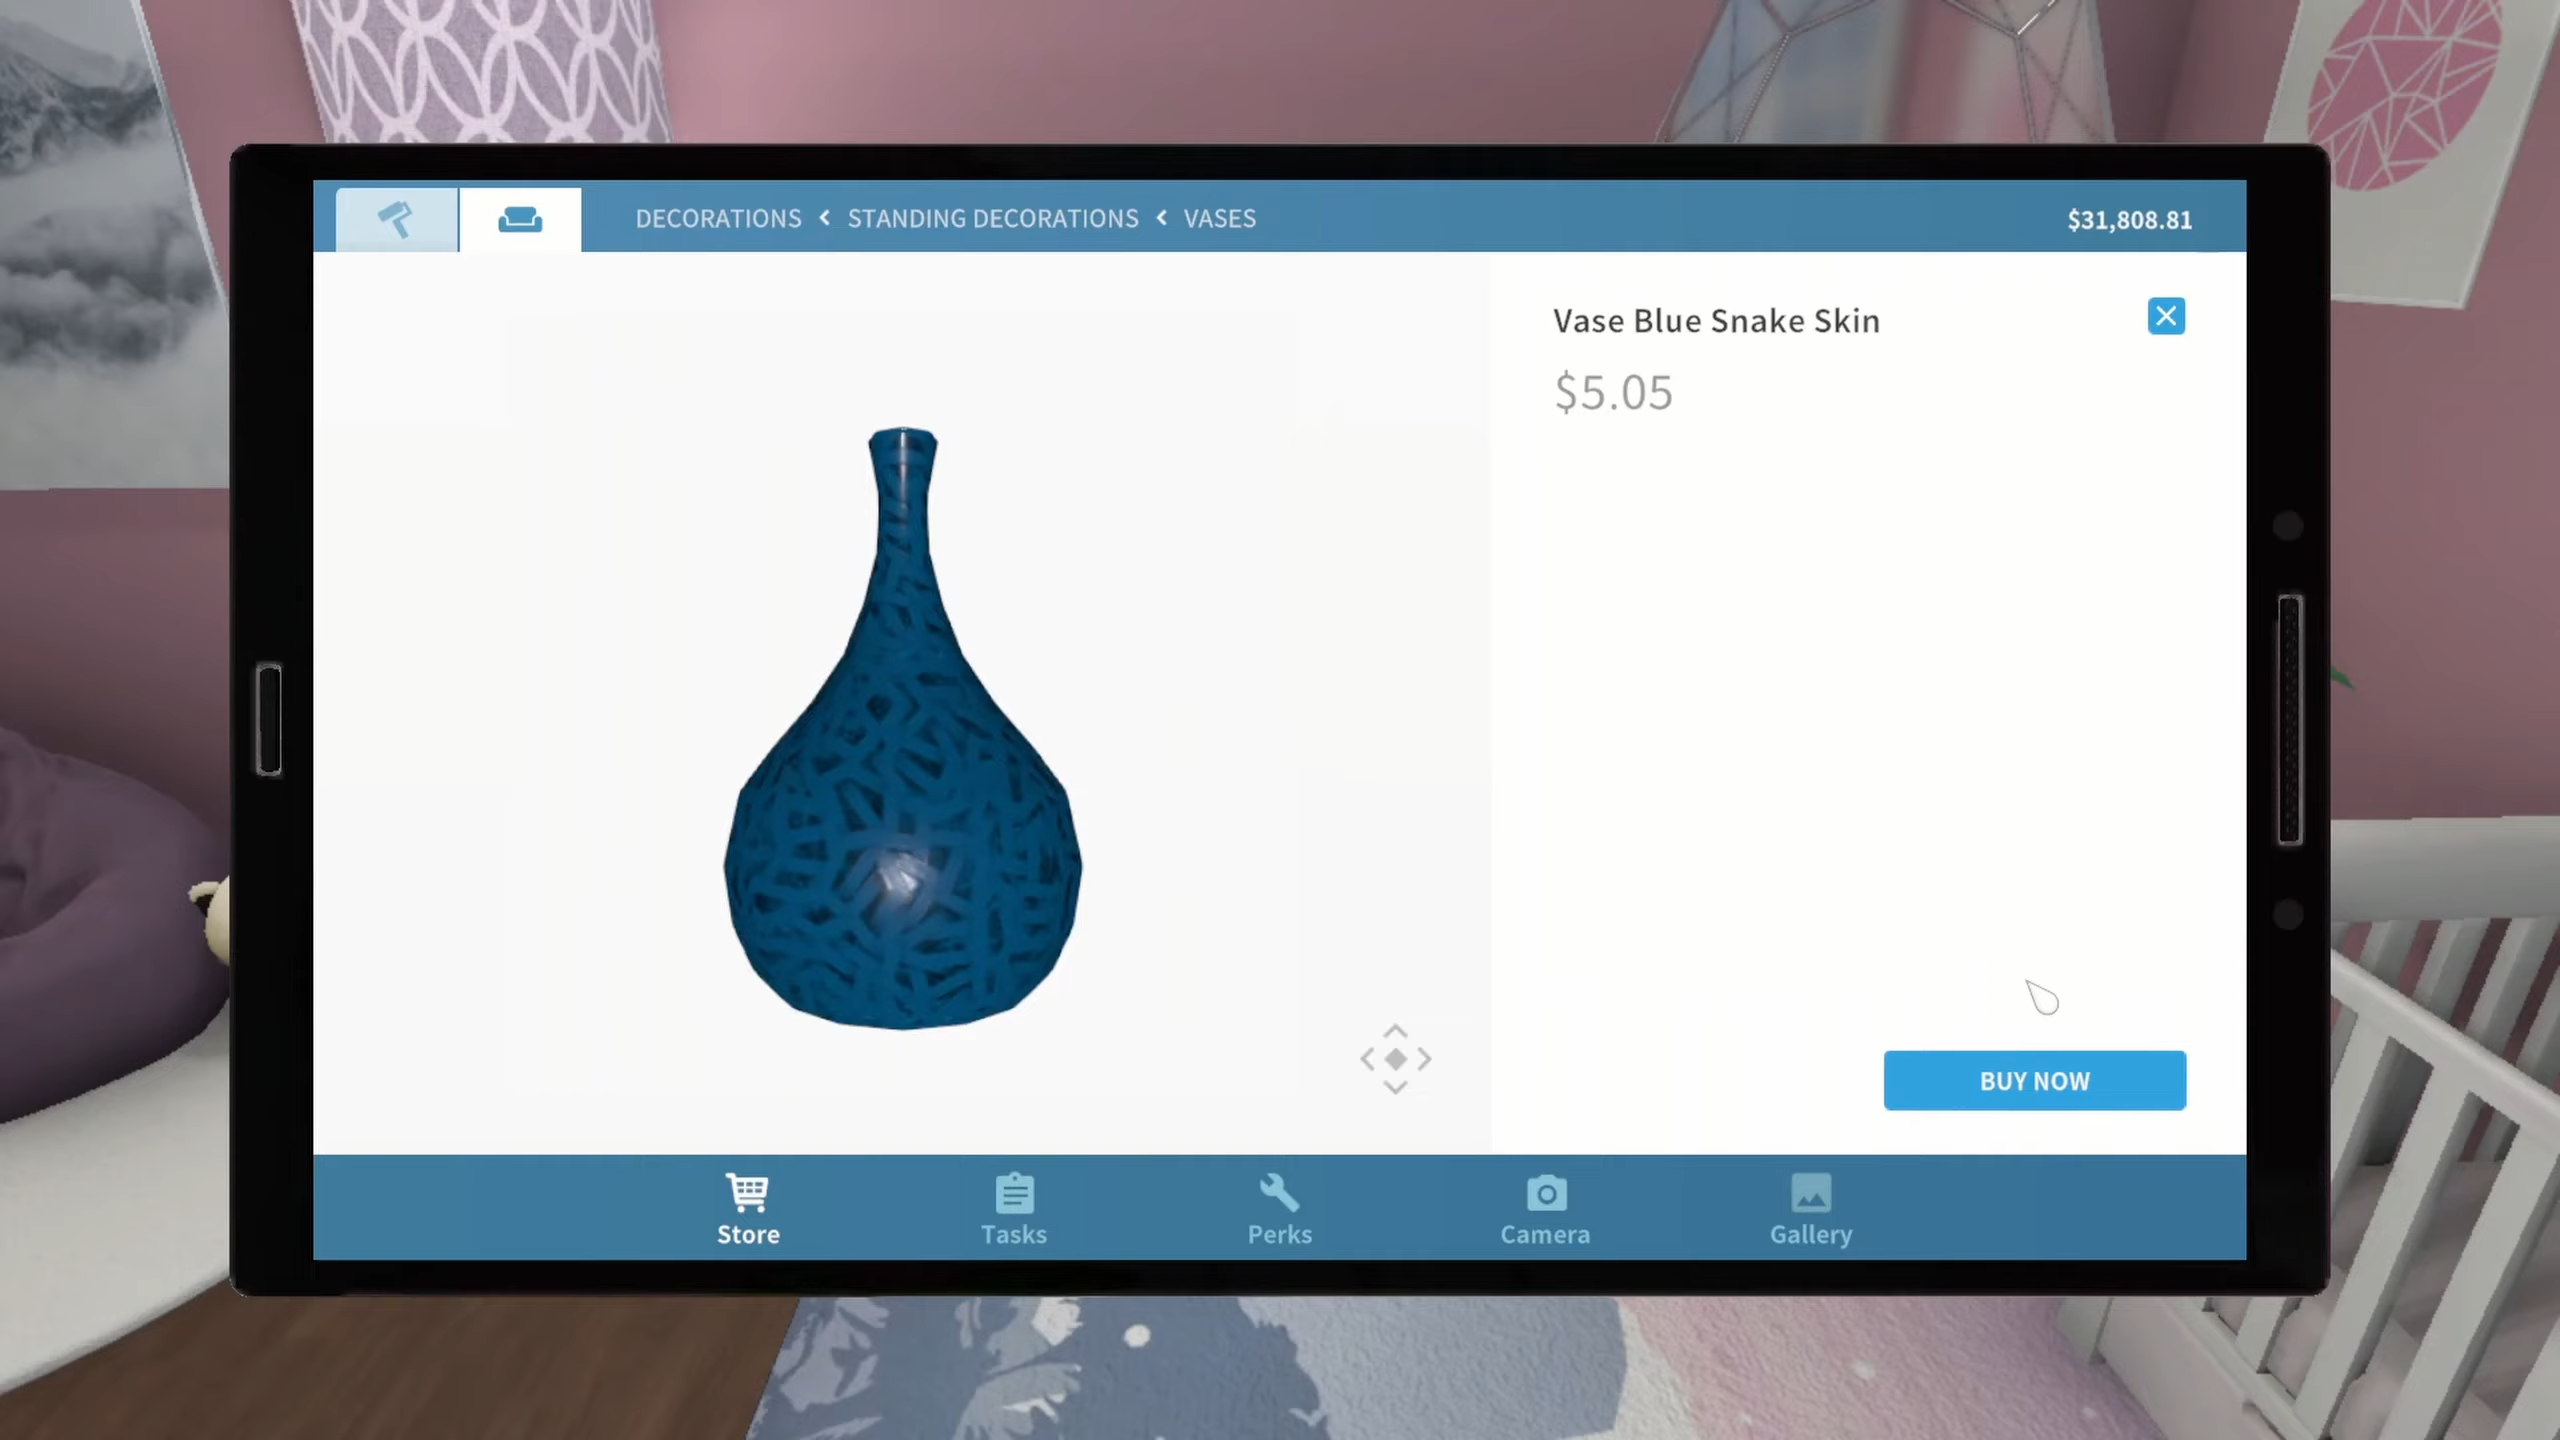 DECORATIONS < STANDING DECORATIONS < VASES
$31,808.81
Vase Blue Snake Skin
$5.05
BUY NOW
Store
Tasks
Perks
Camera
Gallery